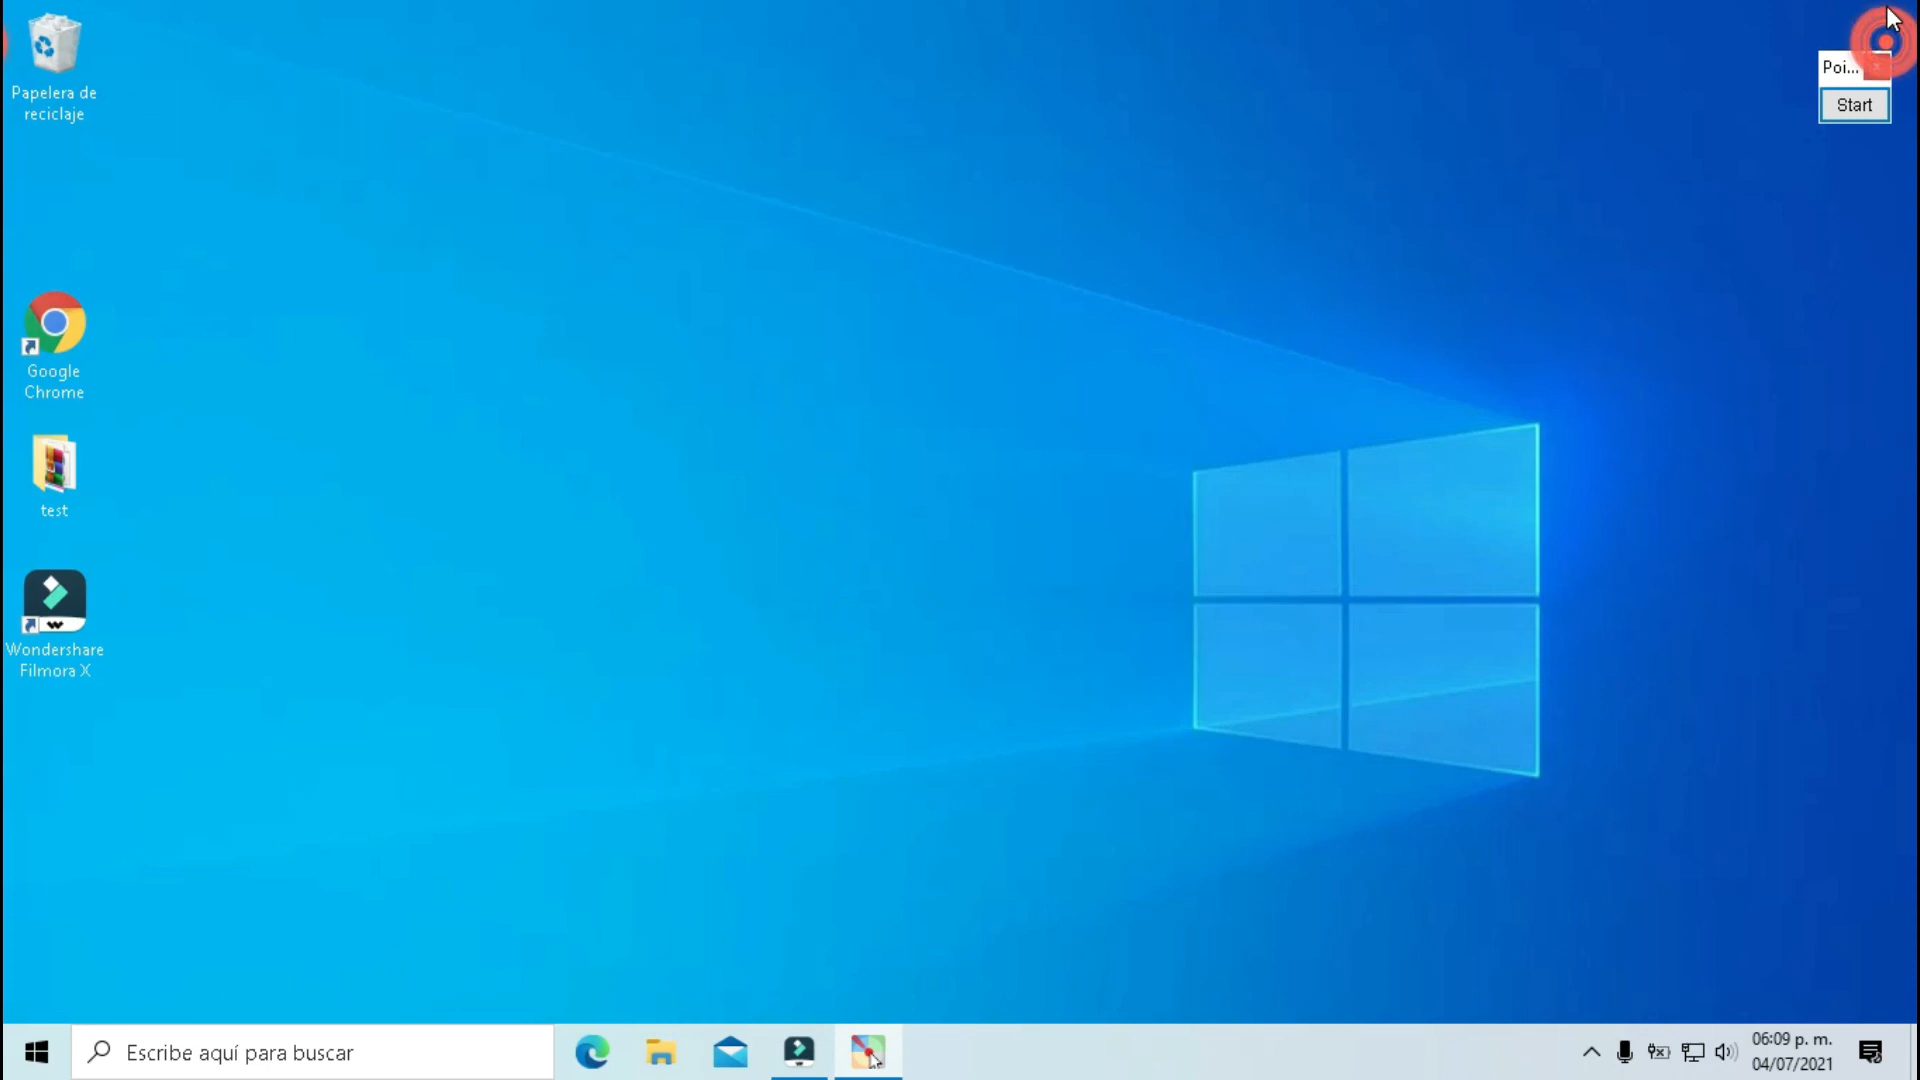 Papelera de
reciclaje
Google
Chrome
test
Wondershare
Filmora X
Poi...
Start
Escribe aquí para buscar
06:09 p. m.
04/07/2021